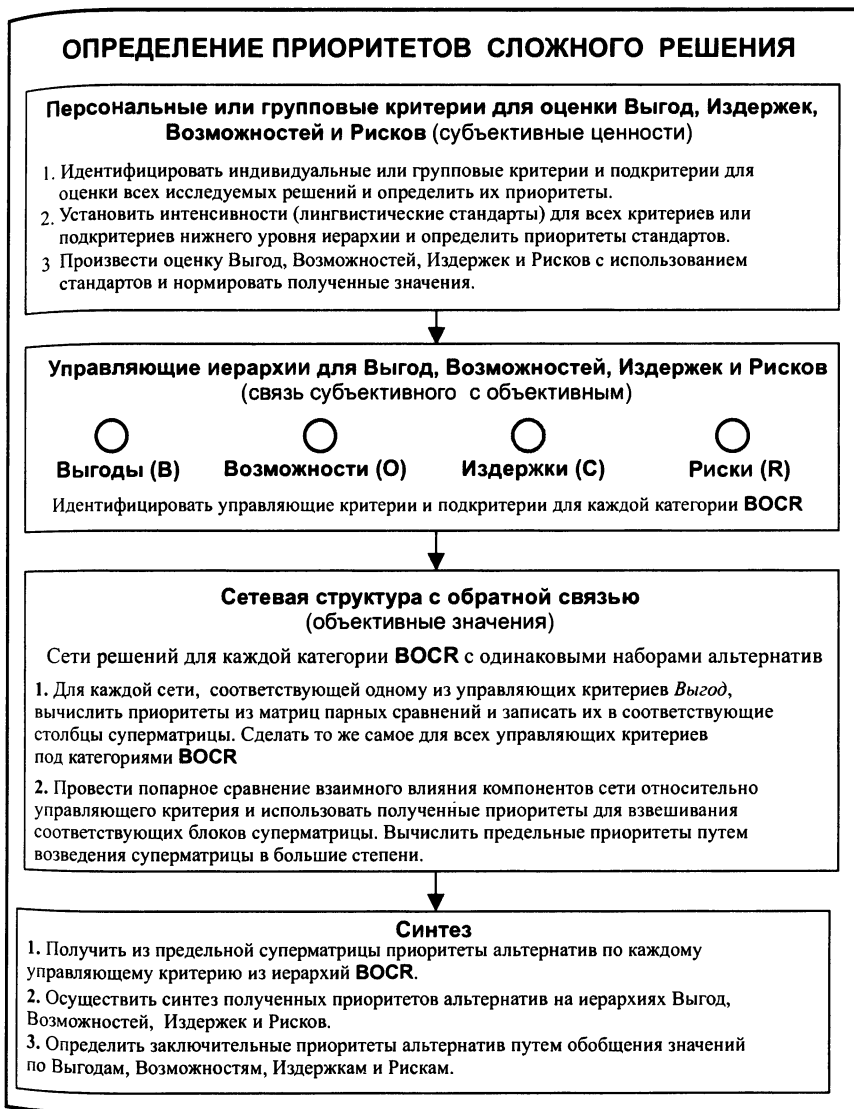 ОПРЕДЕЛЕНИЕ ПРИОРИТЕТОВ СЛОЖНОГО РЕШЕНИЯ
Персональные или групповые критерии для оценки Выгод, Издержек,
Возможностей и Рисков (субъективные ценности)
1. Идентифицировать индивидуальные или групповые критерии и подкритерии для
оценки всех исследуемых решений и определить их приоритеты.
2. Установить интенсивности (лингвистические стандарты) для всех критериев или
подкритериев нижнего уровня иерархии и определить приоритеты стандартов.
3 Произвести оценку Выгод, Возможностей, Издержек и Рисков с использованием
стандартов и нормировать полученные значения.
Управляющие иерархии для Выгод, Возможностей, Издержек и Рисков
(связь субъективного с объективным)
Выгоды (B) Возможности (O) Издержки (C) Риски (R)
Идентифицировать управляющие критерии и подкритерии для каждой категории BOCR
Сетевая структура с обратной связью
(объективные значения)
Сети решений для каждой категории BOCR с одинаковыми наборами альтернатив
1. Для каждой сети, соответствующей одному из управляющих критериев Выгод,
вычислить приоритеты из матриц парных сравнений и записать их в соответствующие
столбцы суперматрицы. Сделать то же самое для всех управляющих критериев
под категориями BOCR
2. Провести попарное сравнение взаимного влияния компонентов сети относительно
управляющего критерия и использовать полученные приоритеты для взвешивания
соответствующих блоков суперматрицы. Вычислить предельные приоритеты путем
возведения суперматрицы в большие степени.
Синтез
1. Получить из предельной суперматрицы приоритеты альтернатив по каждому
управляющему критерию из иерархий BOCR.
2. Осуществить синтез полученных приоритетов альтернатив на иерархиях Выгод,
Возможностей, Издержек и Рисков.
3. Определить заключительные приоритеты альтернатив путем обобщения значений
по Выгодам, Возможностям, Издержкам и Рискам.